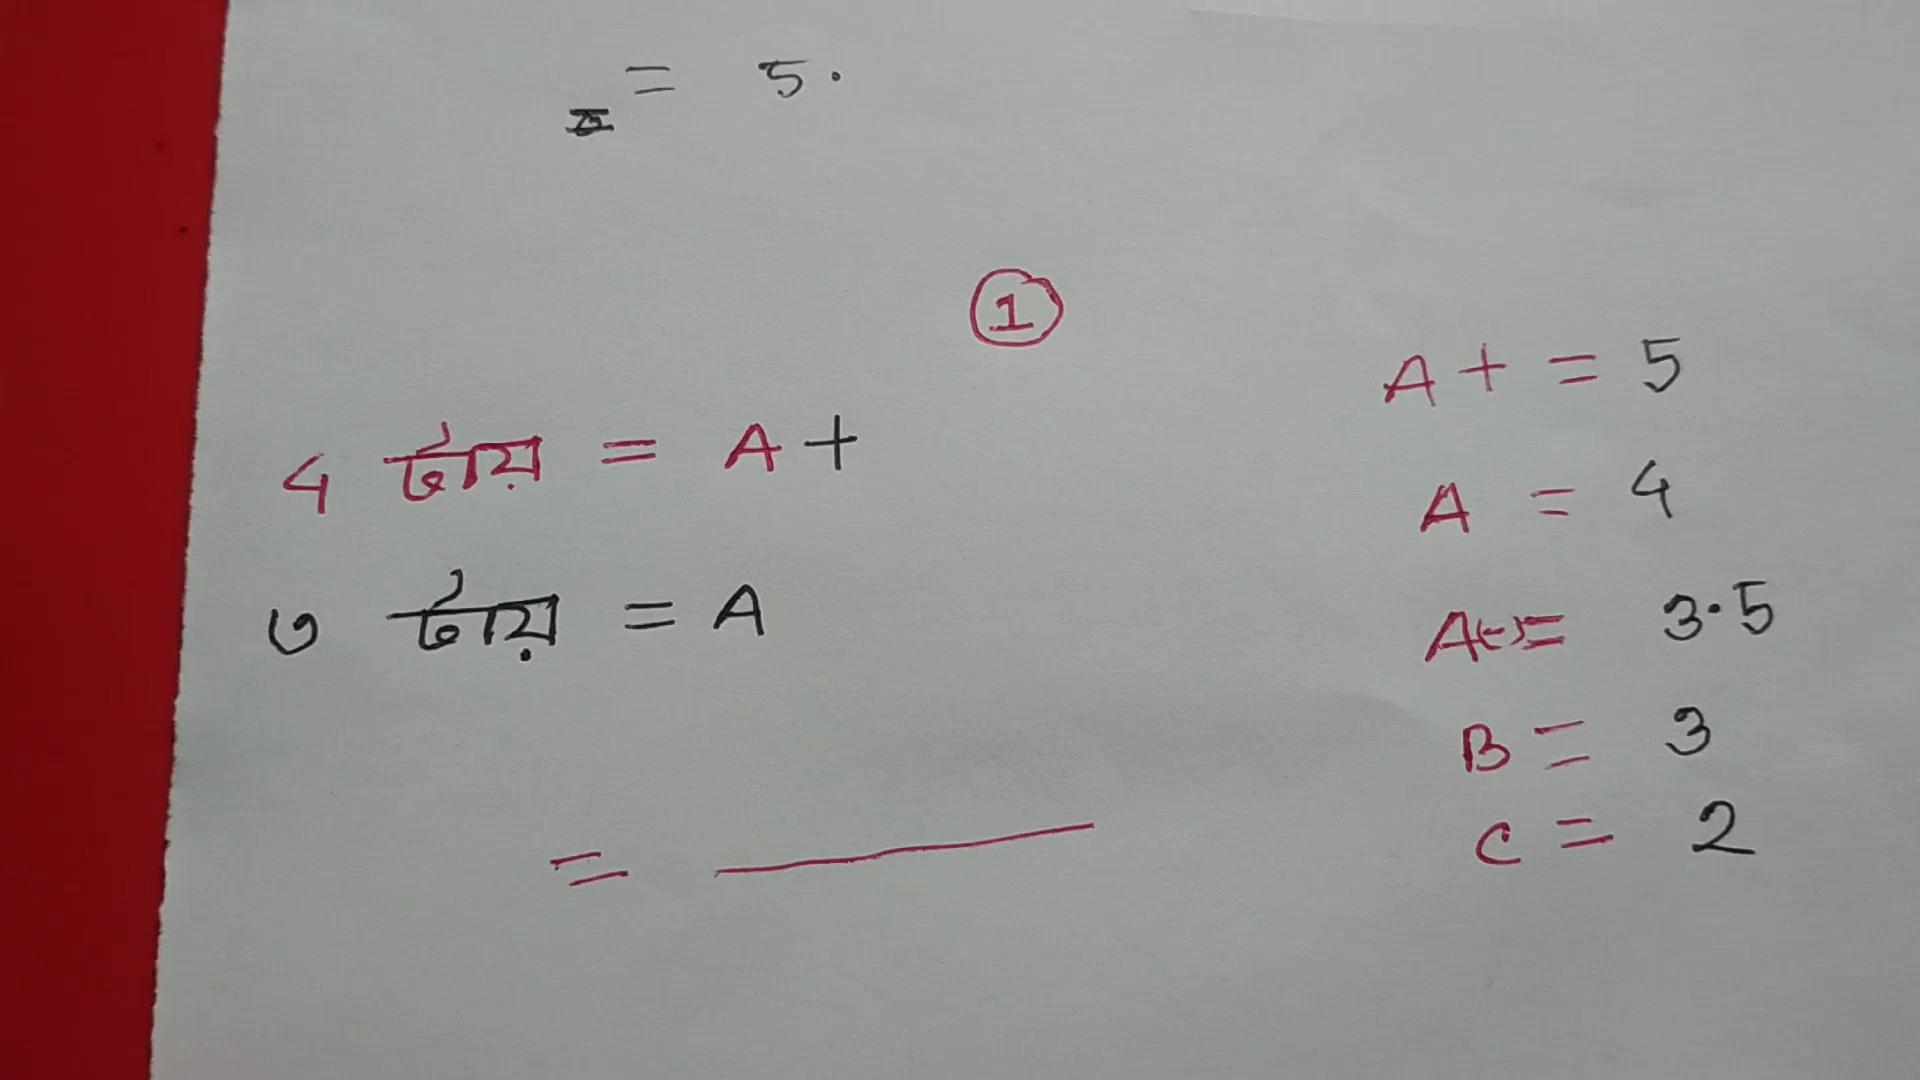 = 5.
1
4 টায় = A+
৩ টায় = A
=
A+ = 5
A = 4
A(-)= 3.5
B = 3
C = 2